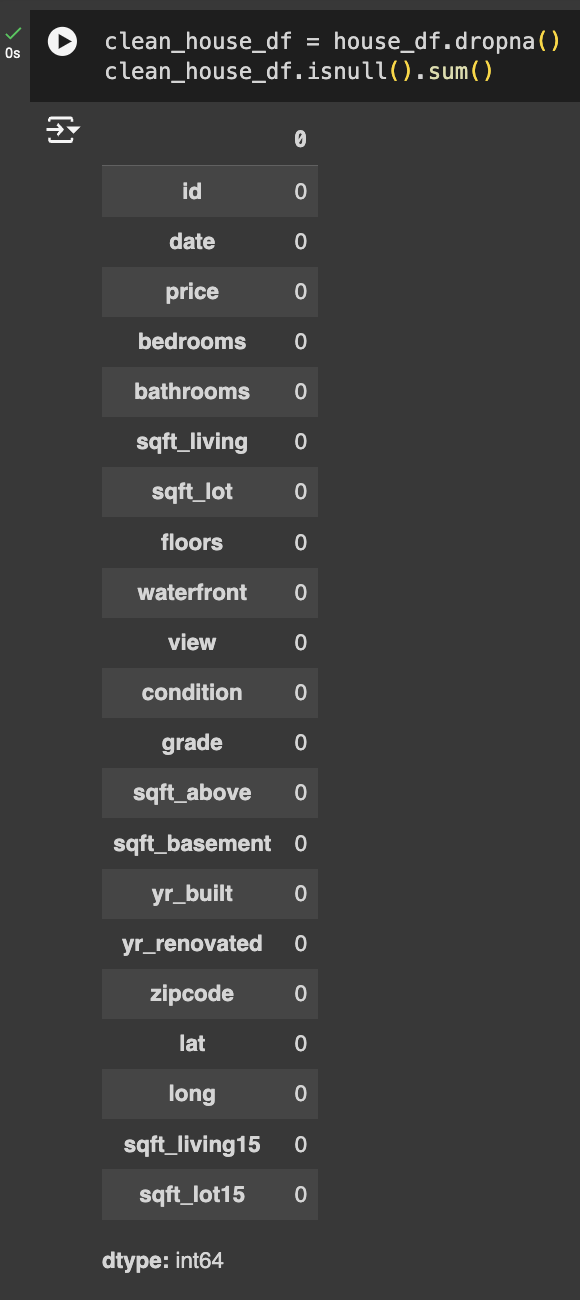 0s
clean_house_df = house_df.dropna()
clean_house_df.isnull().sum()
0
id 0
date 0
price 0
bedrooms 0
bathrooms 0
sqft_living 0
sqft_lot 0
floors 0
waterfront 0
view 0
condition 0
grade 0
sqft_above 0
sqft_basement 0
yr_built 0
yr_renovated 0
zipcode 0
lat 0
long 0
sqft_living15 0
sqft_lot15 0
dtype: int64